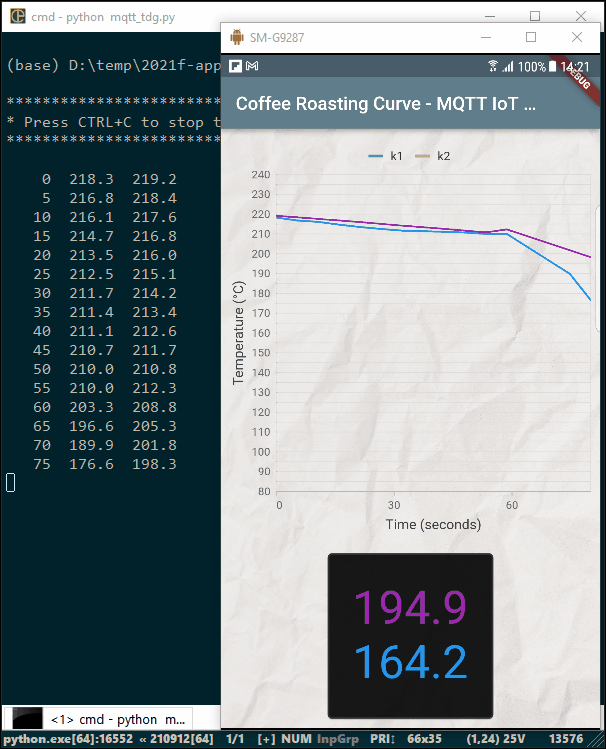 cmd - python  mqtt_tdg.py
(base) D:\temp\2021f-app
************************
* Press CTRL+C to stop t
************************
0 218.3 219.2
5 216.8 218.4
10 216.1 217.6
15 214.7 216.8
20 213.5 216.0
25 212.5 215.1
30 211.7 214.2
35 211.4 213.4
40 211.1 212.6
45 210.7 211.7
50 210.0 210.8
55 210.0 212.3
60 203.3 208.8
65 196.6 205.3
70 189.9 201.8
75 176.6 198.3
SM-G9287
100% 14:21
DEBUG
Coffee Roasting Curve - MQTT IoT ...
k1 k2
240
230
220
210
200
190
180
170
160
150
140
130
120
110
100
90
80
Temperature (°C)
0 30 60
Time (seconds)
194.9
164.2
<1> cmd - python  m...
python.exe[64]:16552 « 210912[64] 1/1 [+] NUM InpGrp PRI↕ 66x35 (1,24) 25V 13576